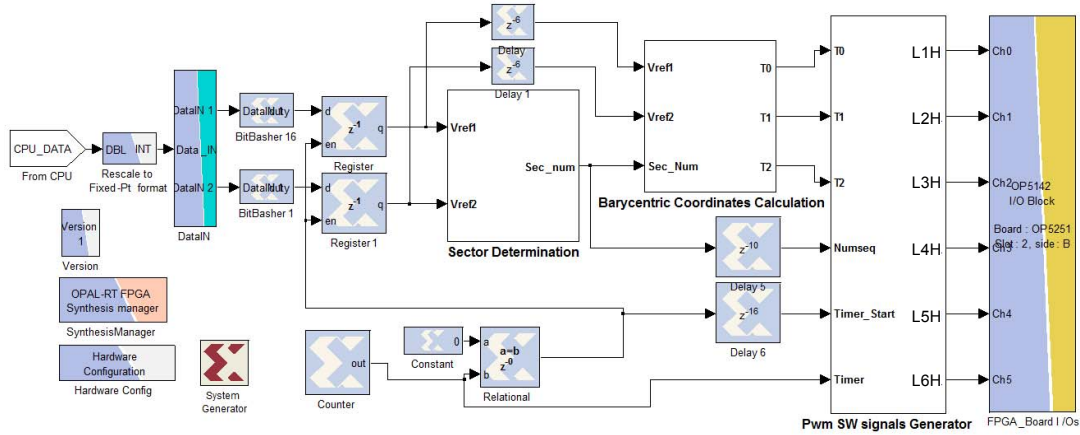 CPU_DATA
From CPU
DBL INT
Rescale to
Fixed-Pt format
DataIN 1
Data_IN
DataIN 2
DataIN
BitBasher 16
BitBasher 1
d
en
z-1
q
Register
d
en
z-1
q
Register 1
z-6
Delay
z-6
Delay 1
Vref1
Vref2
Sec_num
Sector Determination
Vref1
Vref2
Sec_Num
T0
T1
T2
Barycentric Coordinates Calculation
z-10
Delay 5
z-16
Delay 6
T0
T1
T2
Numseq
Timer_Start
Timer
L1H
L2H
L3H
L4H
L5H
L6H
Pwm SW signals Generator
Ch0
Ch1
Ch2
Ch3
Ch4
Ch5
OP5142
I/O Block
Board : OP5251
Slot : 2, side : B
FPGA_Board I /Os
Version
1
Version
OPAL-RT FPGA
Synthesis manager
SynthesisManager
Hardware
Configuration
Hardware Config
System
Generator
out
Counter
0
Constant
a
b
a=b
z-0
Relational